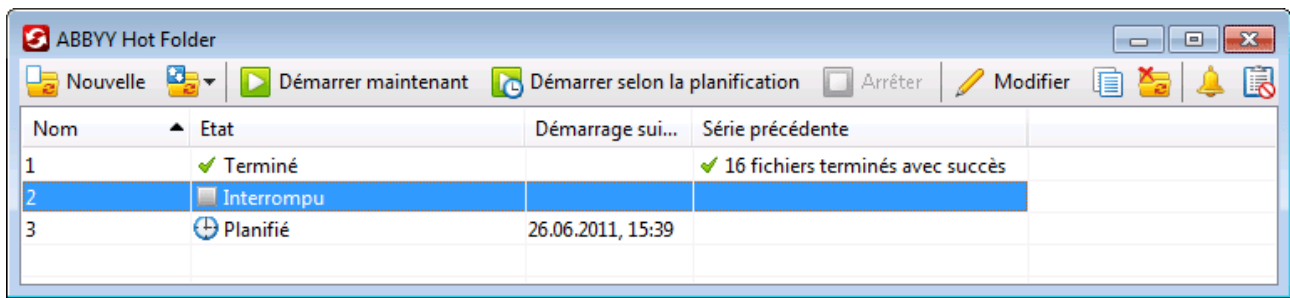 ABBYY Hot Folder
Nouvelle Démarrer maintenant Démarrer selon la planification Arrêter Modifier
Nom Etat Démarrage sui... Série précédente
1 Terminé 16 fichiers terminés avec succès
2 Interrompu
3 Planifié 26.06.2011, 15:39